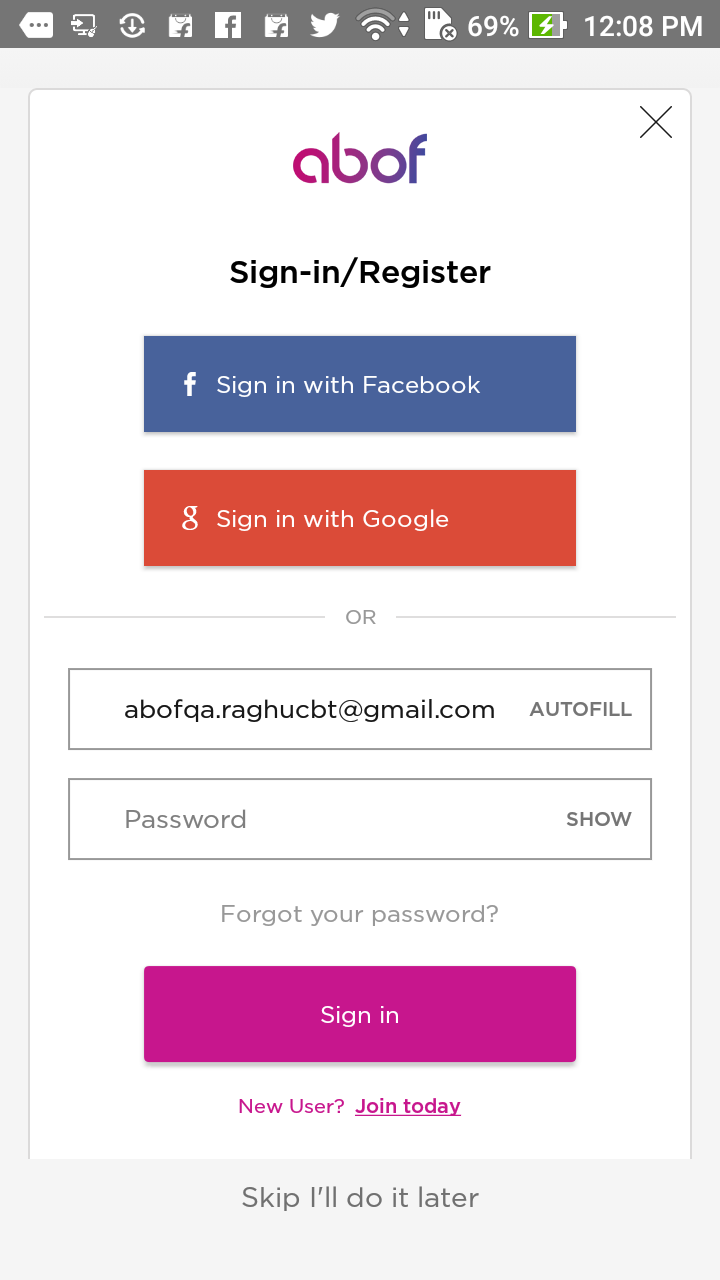 69% 12:08 PM
abof
Sign-in/Register
f Sign in with Facebook
g Sign in with Google
OR
abofqa.raghucbt@gmail.com AUTOFILL
Password SHOW
Forgot your password?
Sign in
New User? Join today
Skip I'll do it later